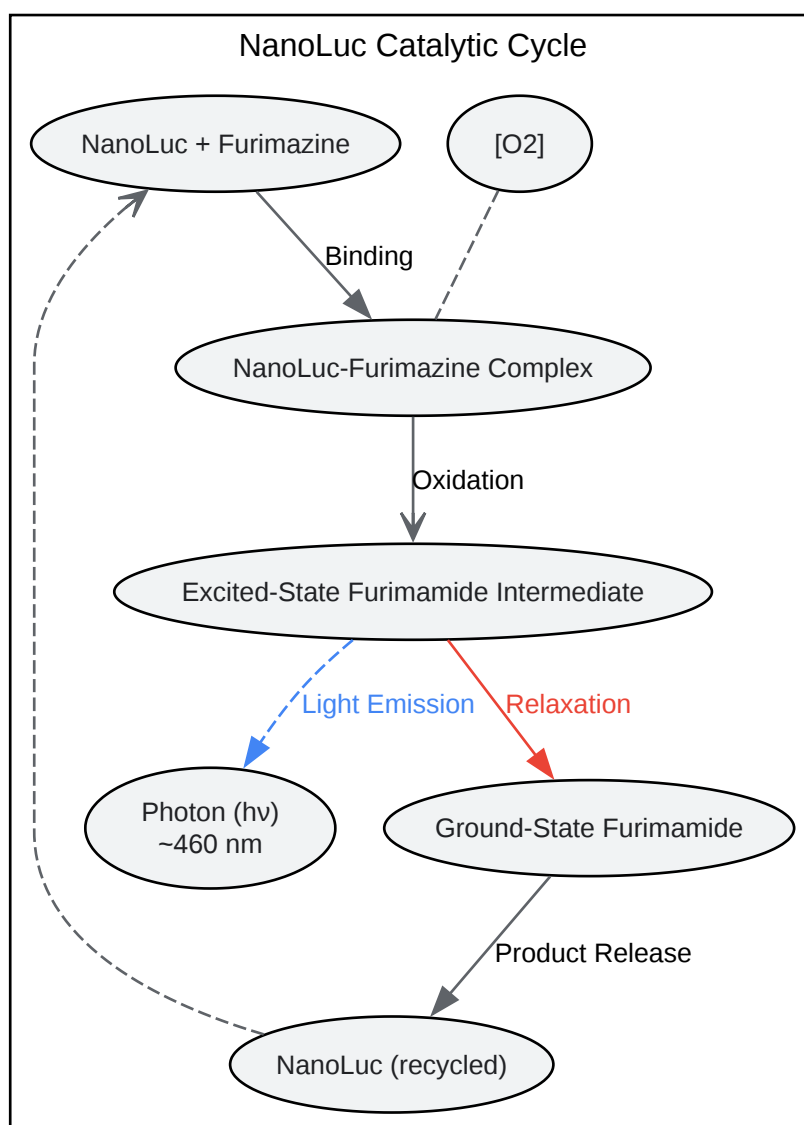 NanoLuc Catalytic Cycle
NanoLuc + Furimazine
[O2]
Binding
NanoLuc-Furimazine Complex
Oxidation
Excited-State Furimamide Intermediate
Light Emission
Relaxation
Photon (hν)
~460 nm
Ground-State Furimamide
Product Release
NanoLuc (recycled)